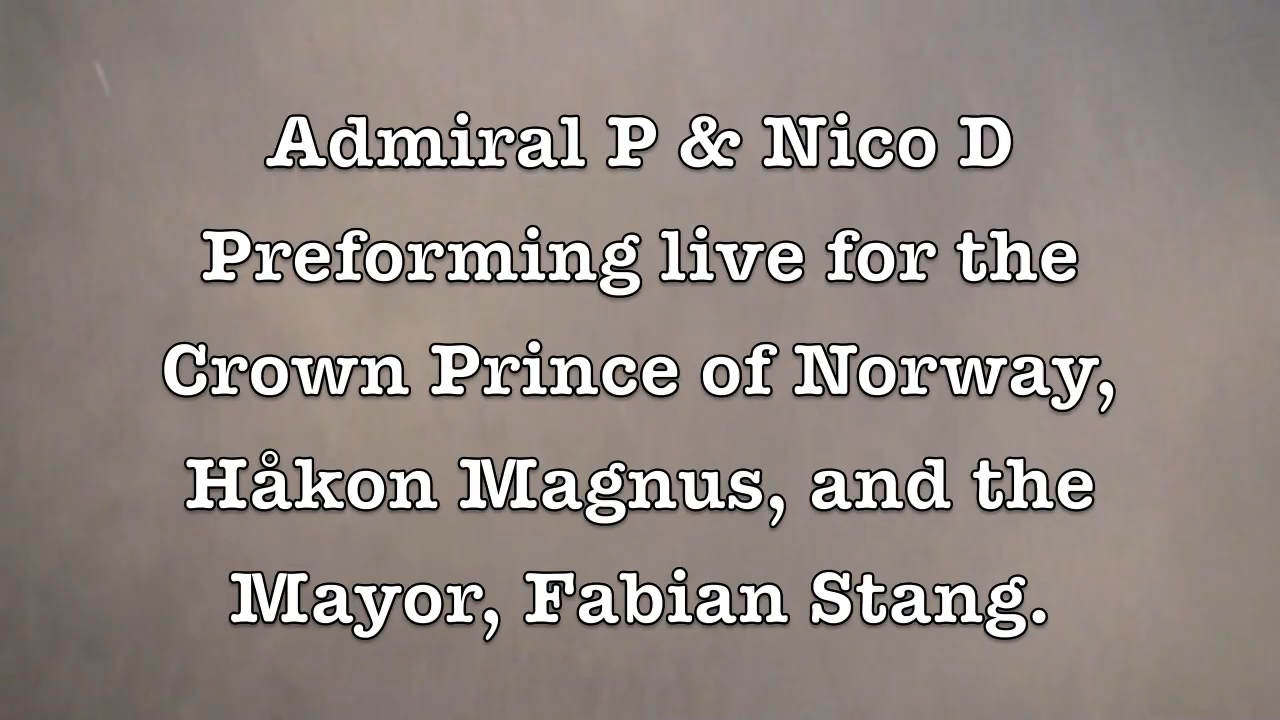 Admiral P & Nico D
Preforming live for the
Crown Prince of Norway,
Håkon Magnus, and the
Mayor, Fabian Stang.